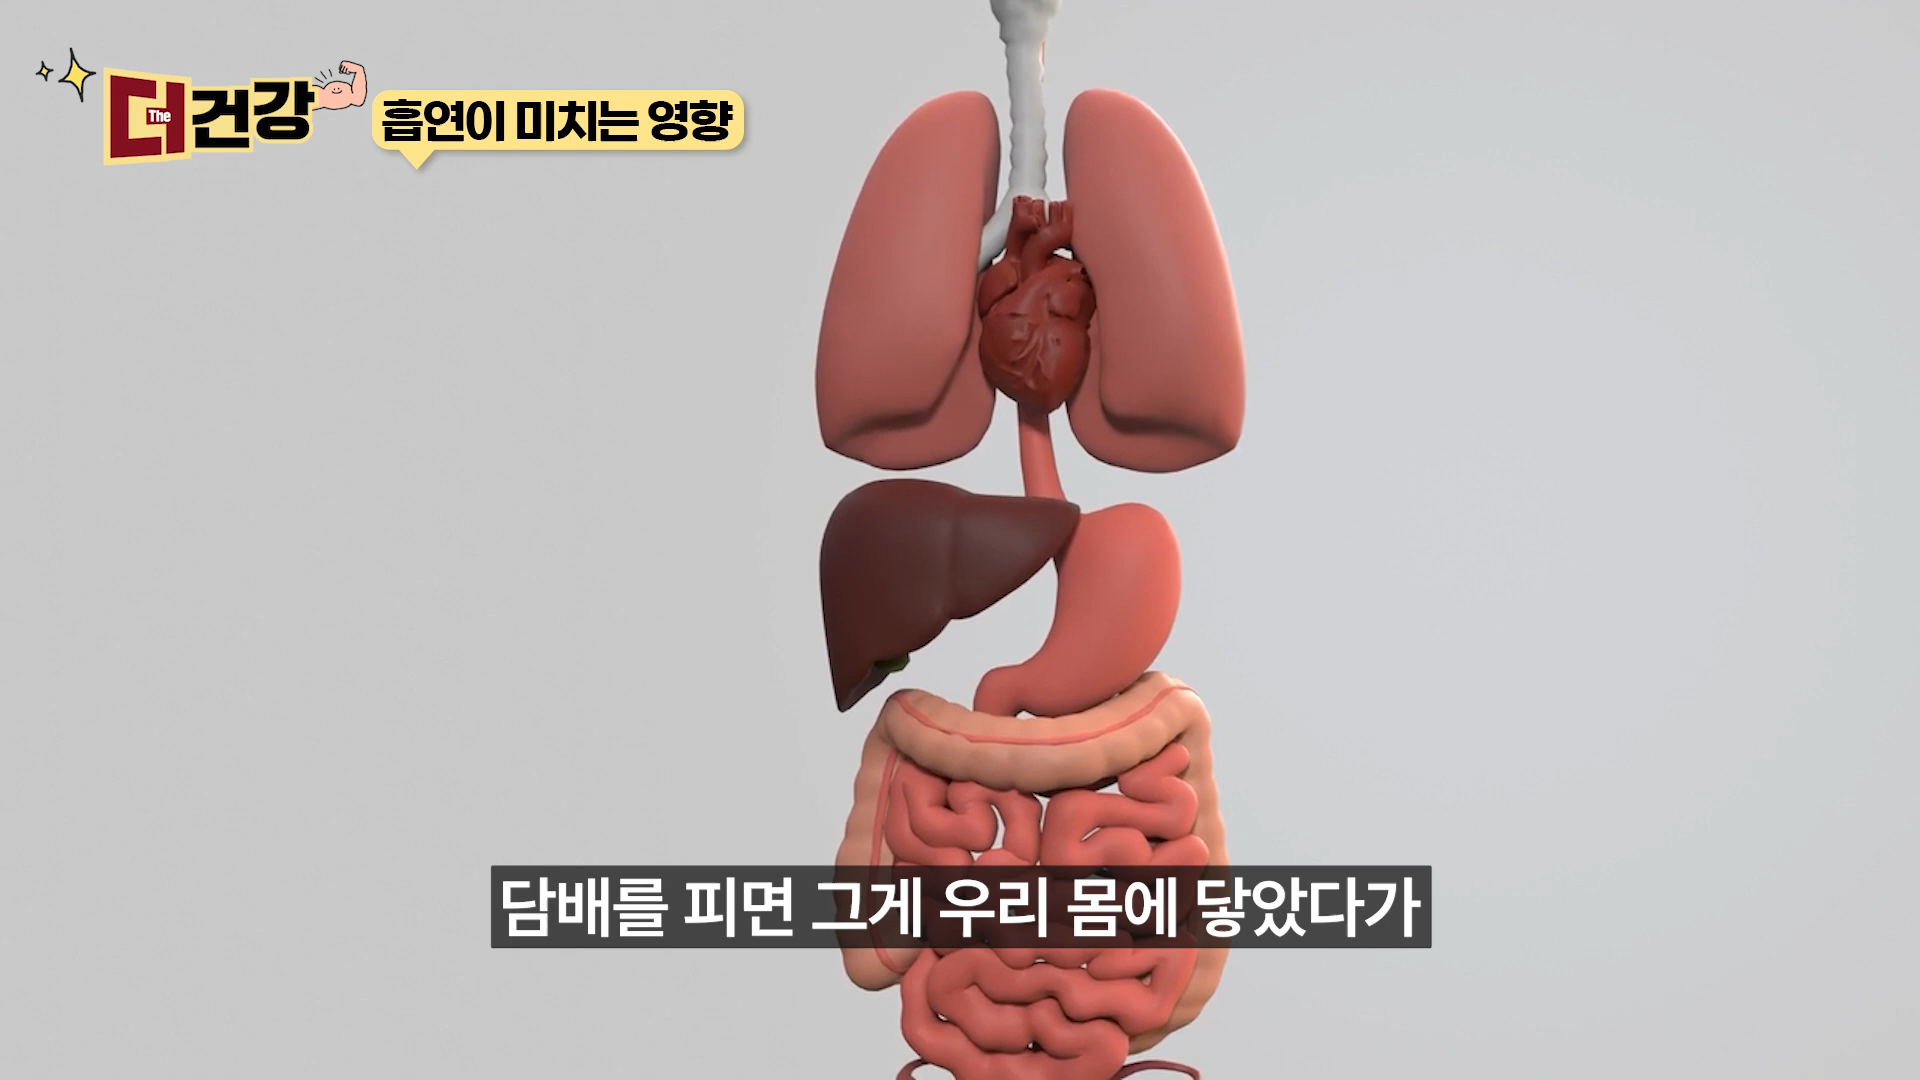 더건강
The
흡연이 미치는 영향
담배를 피면 그게 우리 몸에 닿았다가